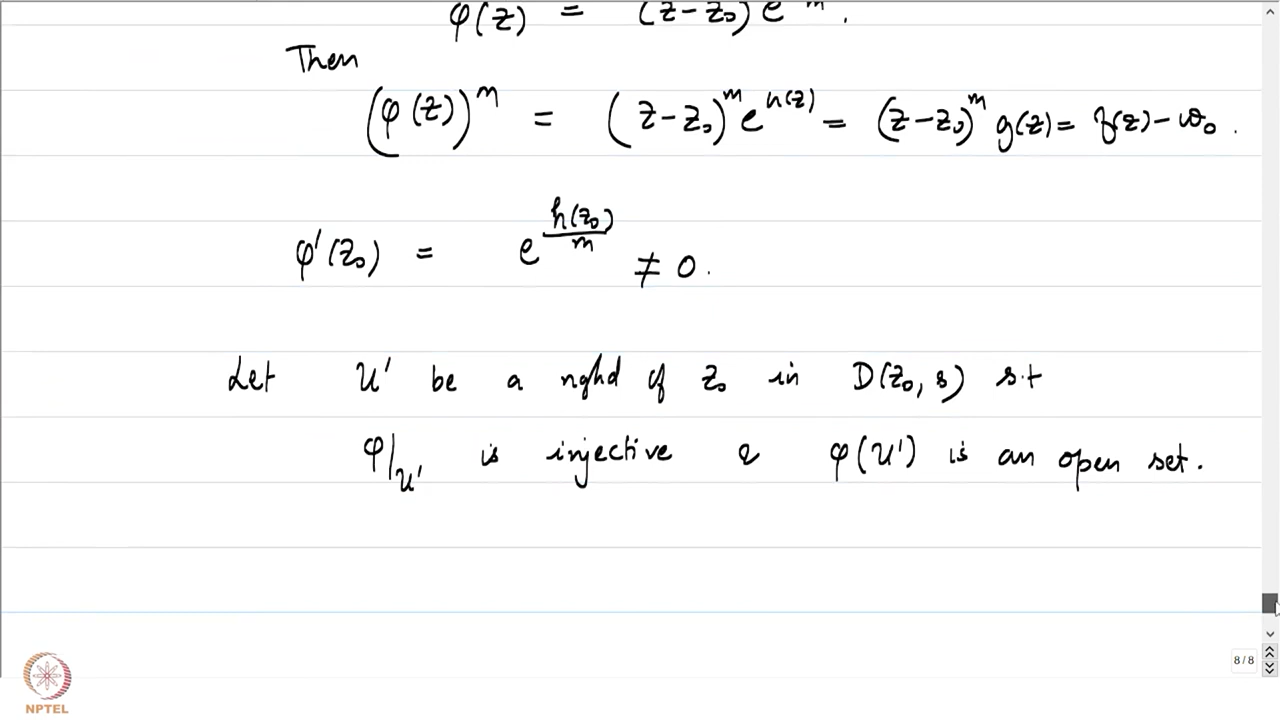 φ(z) = (z-z₀) e^m .
Then
(φ(z))^m = (z-z₀)^m e^{h(z)} = (z-z₀)^m g(z) = f(z)-w₀ .
φ'(z₀) = e^{h(z₀)/m} ≠ 0.
Let U' be a nghd of z₀ in D(z₀, s) s.t
φ|_{U'} is injective & φ(U') is an open set.
8 / 8
NPTEL